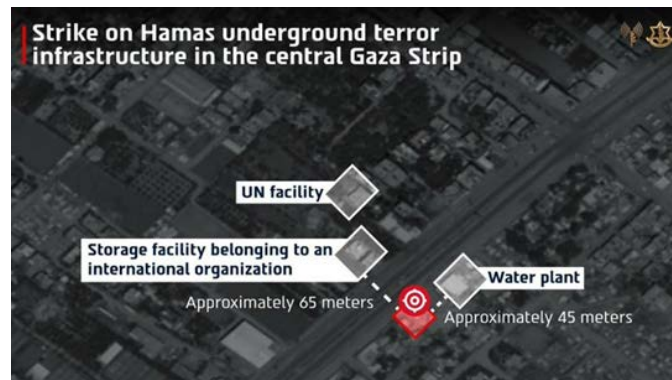 Strike on Hamas underground terror
infrastructure in the central Gaza Strip
UN facility
Storage facility belonging to an
international organization
Water plant
Approximately 65 meters
Approximately 45 meters